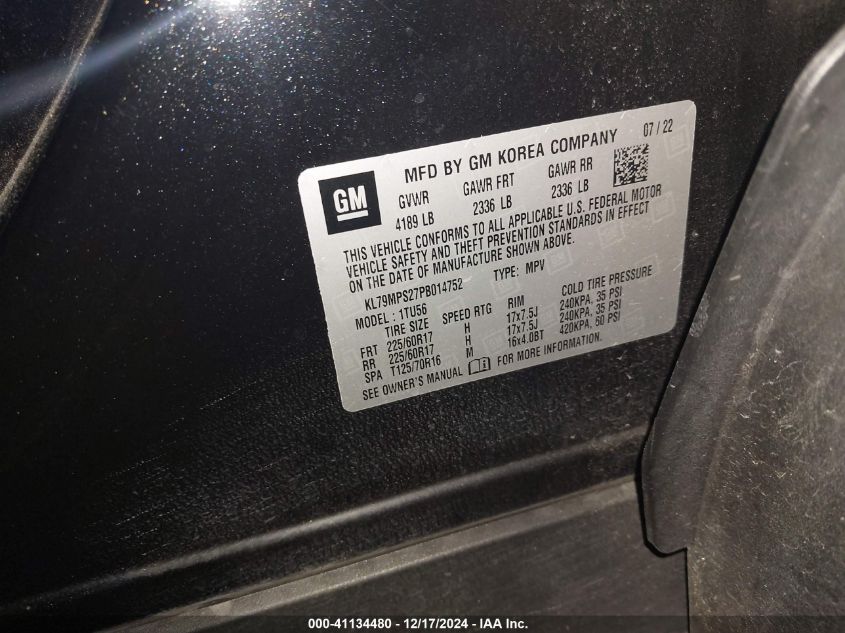 GM
MFD BY GM KOREA COMPANY 07 / 22
GVWR GAWR FRT GAWR RR
4189 LB 2336 LB 2336 LB
THIS VEHICLE CONFORMS TO ALL APPLICABLE U.S. FEDERAL MOTOR
VEHICLE SAFETY AND THEFT PREVENTION STANDARDS IN EFFECT
ON THE DATE OF MANUFACTURE SHOWN ABOVE.
KL79MPS27PB014752 TYPE: MPV
MODEL : 1TU56
TIRE SIZE SPEED RTG RIM COLD TIRE PRESSURE
FRT 225/60R17 H 17x7.5J 240KPA, 35 PSI
RR 225/60R17 H 17x7.5J 240KPA, 35 PSI
SPA T125/70R16 M 16x4.0BT 420KPA, 60 PSI
SEE OWNER'S MANUAL FOR MORE INFORMATION.
000-41134480 - 12/17/2024 - IAA Inc.